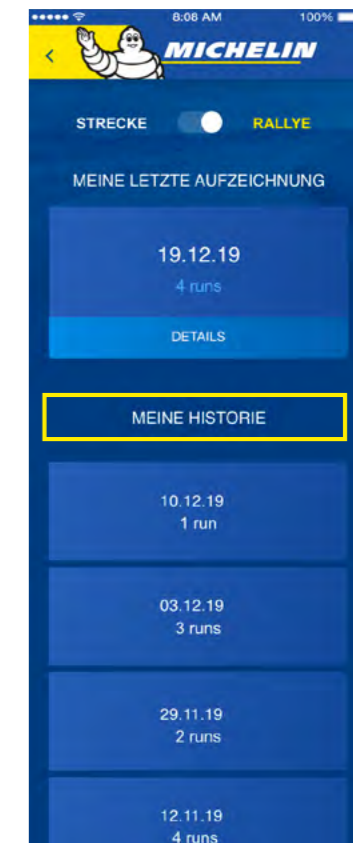 8:08 AM 100%
MICHELIN
STRECKE RALLYE
MEINE LETZTE AUFZEICHNUNG
19.12.19
4 runs
DETAILS
MEINE HISTORIE
10.12.19
1 run
03.12.19
3 runs
29.11.19
2 runs
12.11.19
4 runs